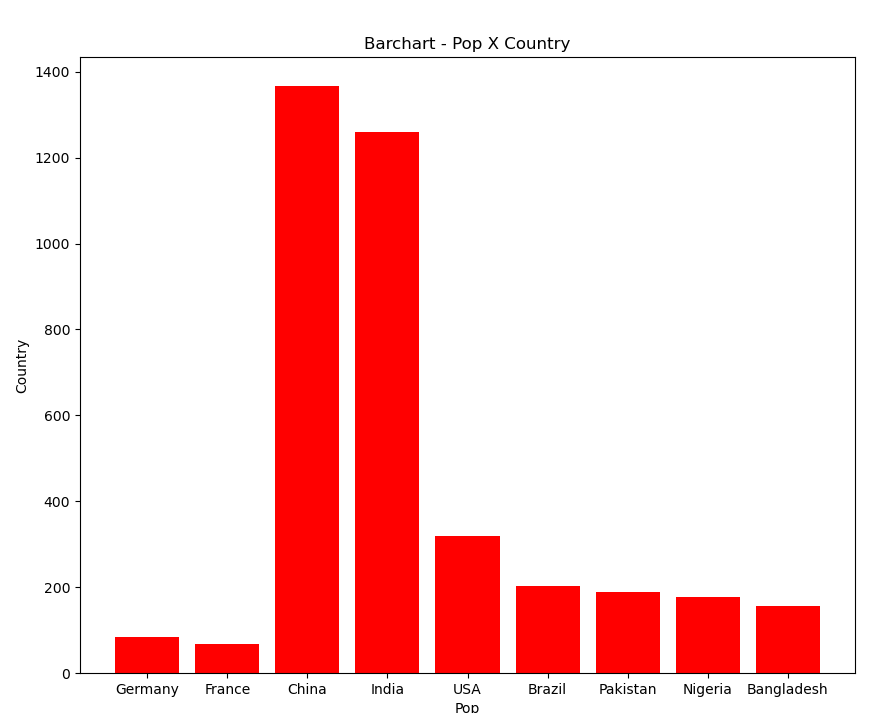 Barchart - Pop X Country
1400
1200
1000
800
600
400
200
0
Country
Germany France China India USA Brazil Pakistan Nigeria Bangladesh
Pop